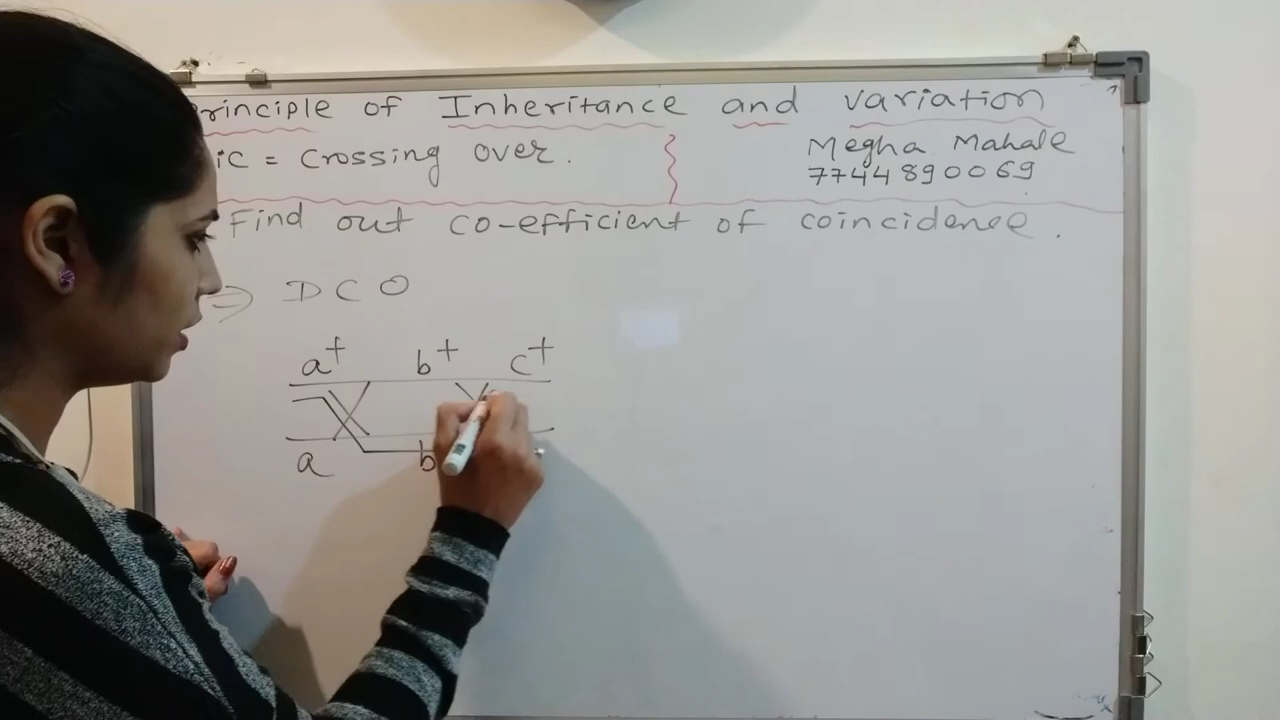 rinciple of Inheritance and variation
ic = Crossing over.
Megha Mahale
7744890069
Find out co-efficient of coincidence.
⇒ DCO
a+ b+ c+
a b